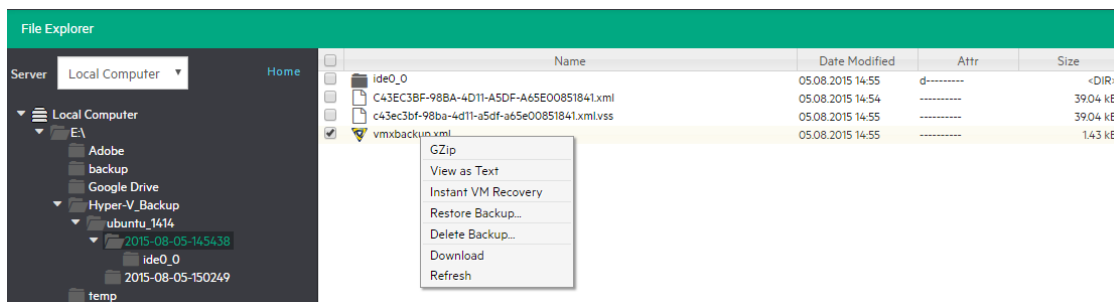 File Explorer
Server Local Computer Home
Name Date Modified Attr Size
ide0_0 05.08.2015 14:55 d--------- <DIR>
C43EC3BF-98BA-4D11-A5DF-A65E00851841.xml 05.08.2015 14:54 ---------- 39.04 kE
c43ec3bf-98ba-4d11-a5df-a65e00851841.xml.vss 05.08.2015 14:55 ---------- 39.04 kE
vmxbackup.xml 05.08.2015 14:55 ---------- 1.43 kE
Local Computer
E:\
Adobe
backup
Google Drive
Hyper-V_Backup
ubuntu_1414
2015-08-05-145438
ide0_0
2015-08-05-150249
temp
GZip
View as Text
Instant VM Recovery
Restore Backup...
Delete Backup...
Download
Refresh